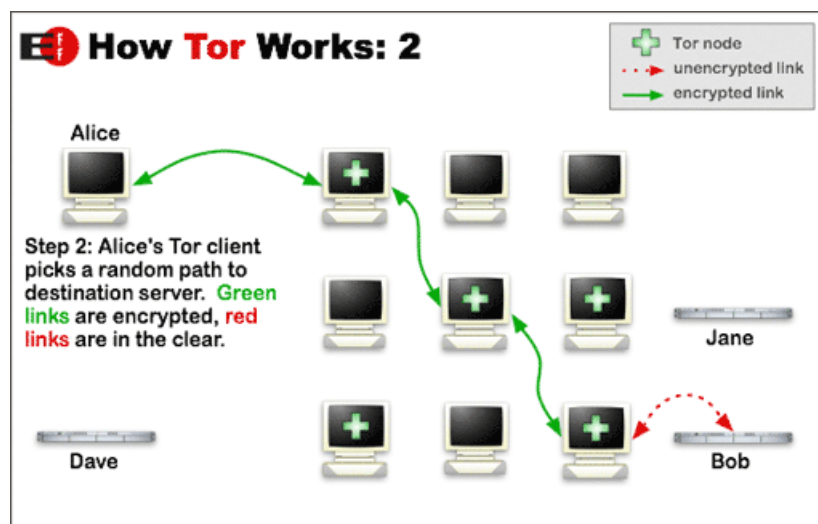 EFF How Tor Works: 2
Tor node
unencrypted link
encrypted link
Alice
Step 2: Alice's Tor client
picks a random path to
destination server. Green
links are encrypted, red
links are in the clear.
Jane
Dave
Bob